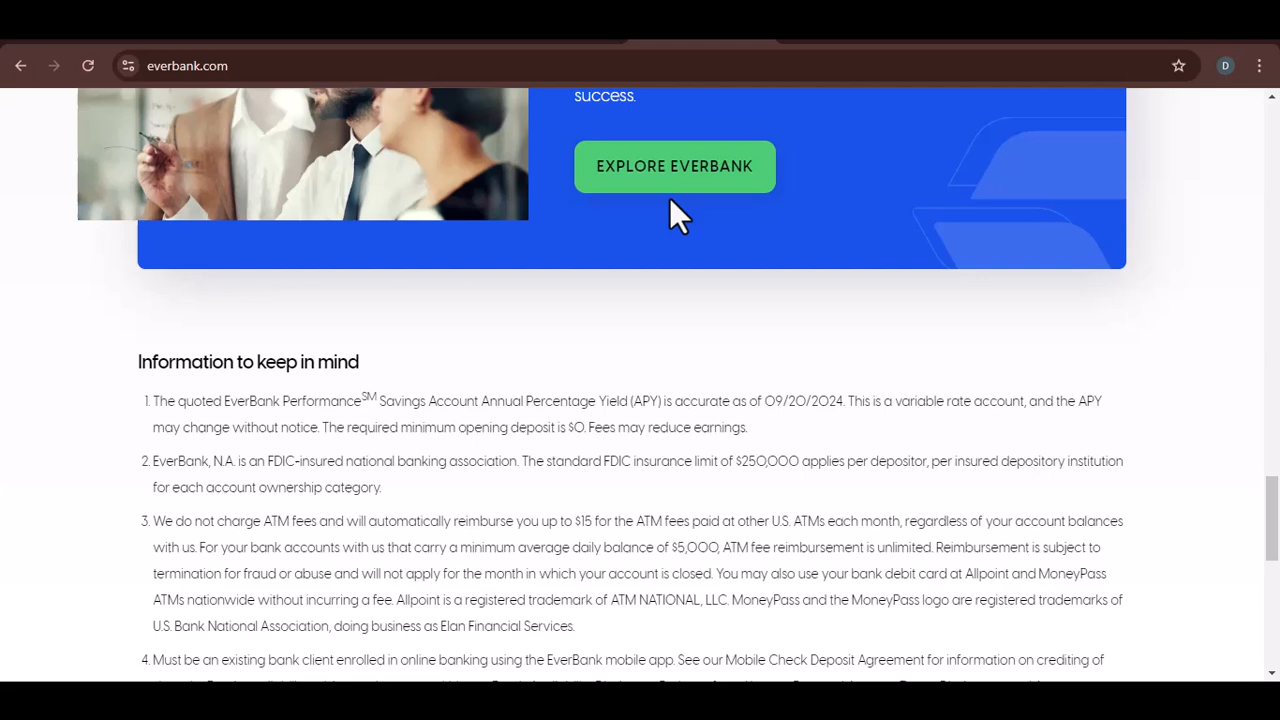 everbank.com
D
success.
EXPLORE EVERBANK
Information to keep in mind
1. The quoted EverBank Performance℠ Savings Account Annual Percentage Yield (APY) is accurate as of 09/20/2024. This is a variable rate account, and the APY
may change without notice. The required minimum opening deposit is $0. Fees may reduce earnings.
2. EverBank, N.A. is an FDIC-insured national banking association. The standard FDIC insurance limit of $250,000 applies per depositor, per insured depository institution
for each account ownership category.
3. We do not charge ATM fees and will automatically reimburse you up to $15 for the ATM fees paid at other U.S. ATMs each month, regardless of your account balances
with us. For your bank accounts with us that carry a minimum average daily balance of $5,000, ATM fee reimbursement is unlimited. Reimbursement is subject to
termination for fraud or abuse and will not apply for the month in which your account is closed. You may also use your bank debit card at Allpoint and MoneyPass
ATMs nationwide without incurring a fee. Allpoint is a registered trademark of ATM NATIONAL, LLC. MoneyPass and the MoneyPass logo are registered trademarks of
U.S. Bank National Association, doing business as Elan Financial Services.
4. Must be an existing bank client enrolled in online banking using the EverBank mobile app. See our Mobile Check Deposit Agreement for information on crediting of